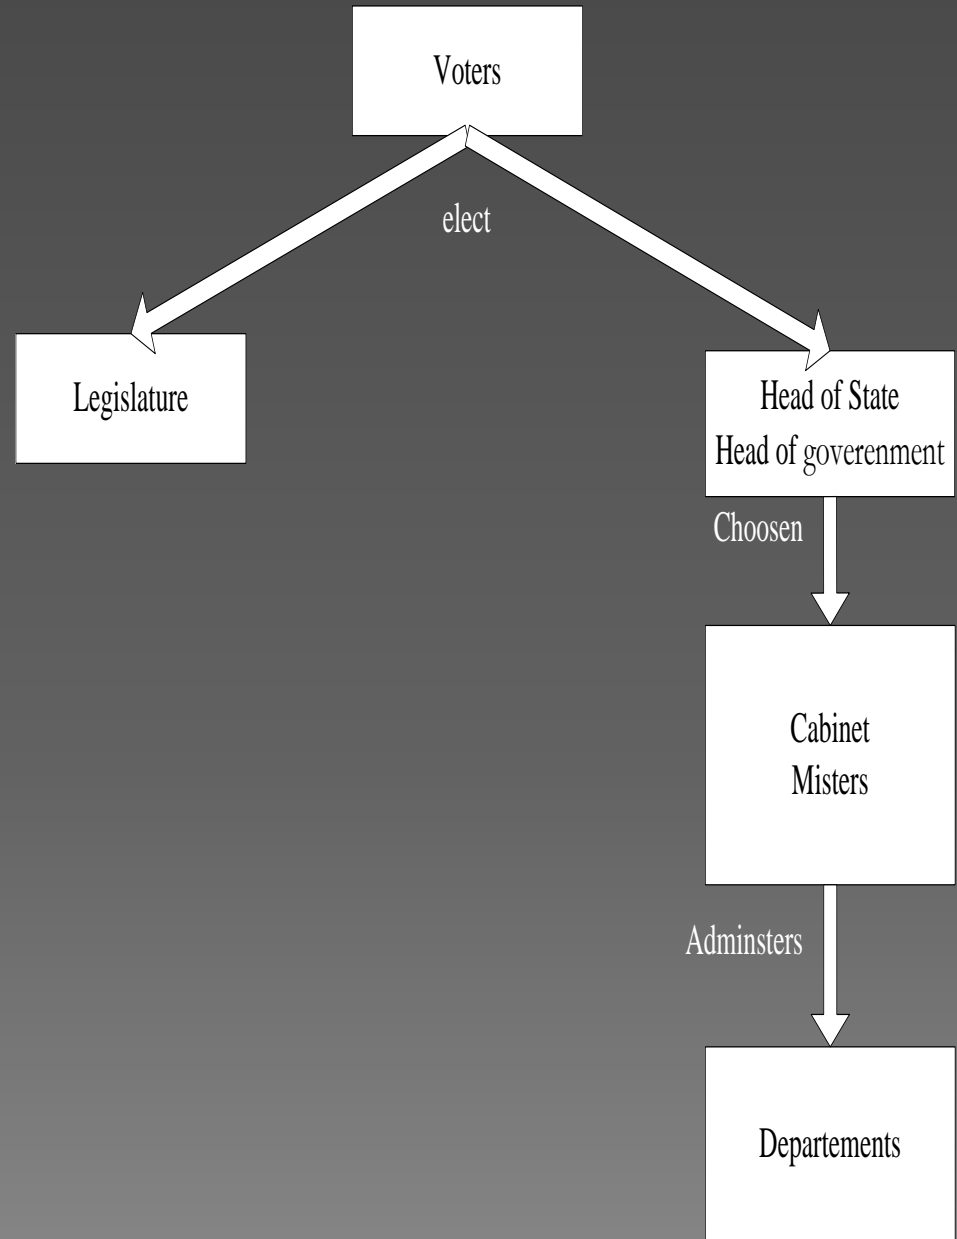 Voters
elect
Legislature
Head of State
Head of goverenment
Choosen
Cabinet
Misters
Adminsters
Departements